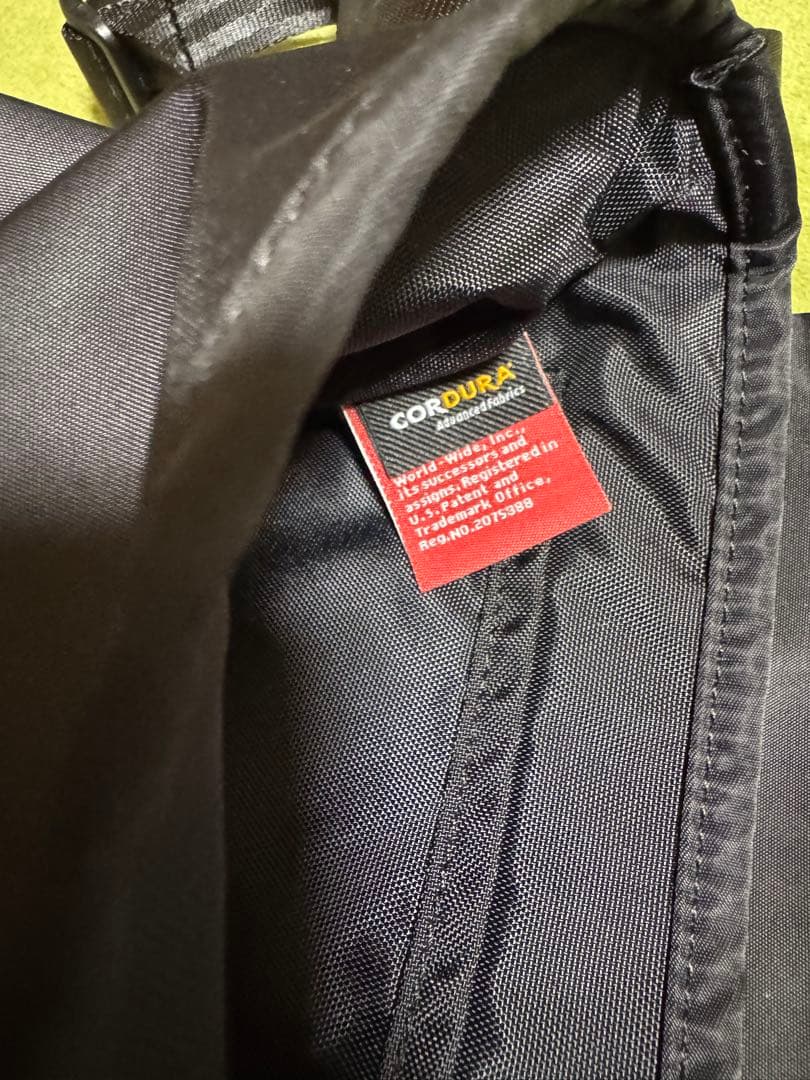 CORDURA
Advanced Fabrics
World-Wide, Inc.,
its successors and
assigns, Registered in
U.S. Patent and
Trademark Office,
Reg.NO.2075388